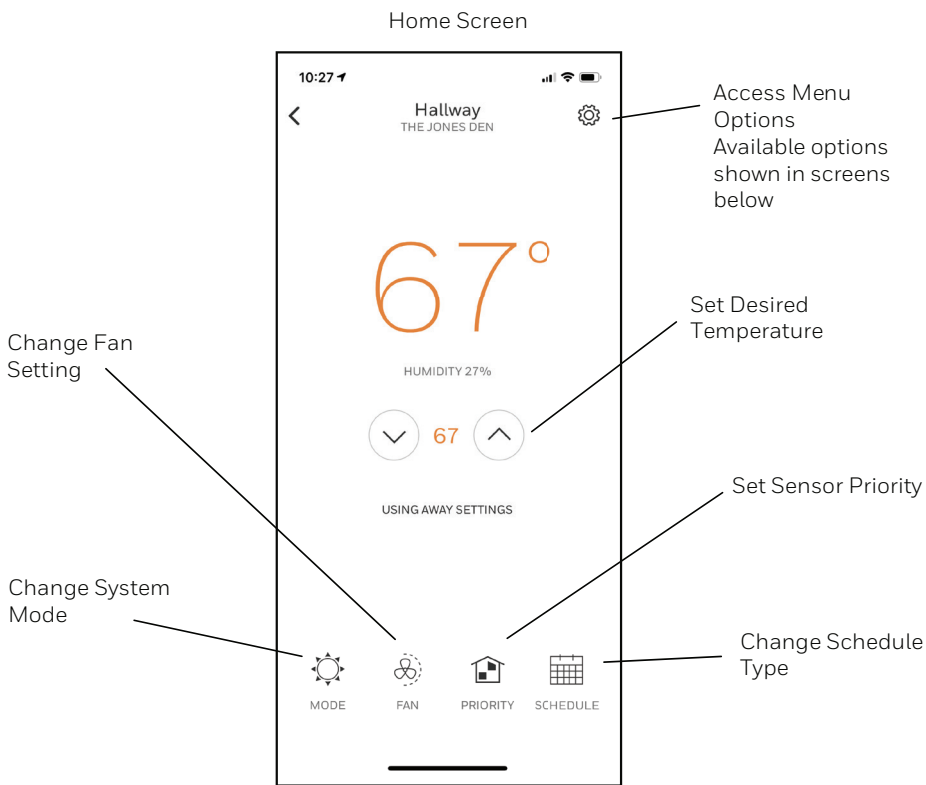 Home Screen
10:27
Hallway
THE JONES DEN
Access Menu
Options
Available options
shown in screens
below
67°
Set Desired
Temperature
Change Fan
Setting
HUMIDITY 27%
67
Set Sensor Priority
USING AWAY SETTINGS
Change System
Mode
Change Schedule
Type
MODE FAN PRIORITY SCHEDULE